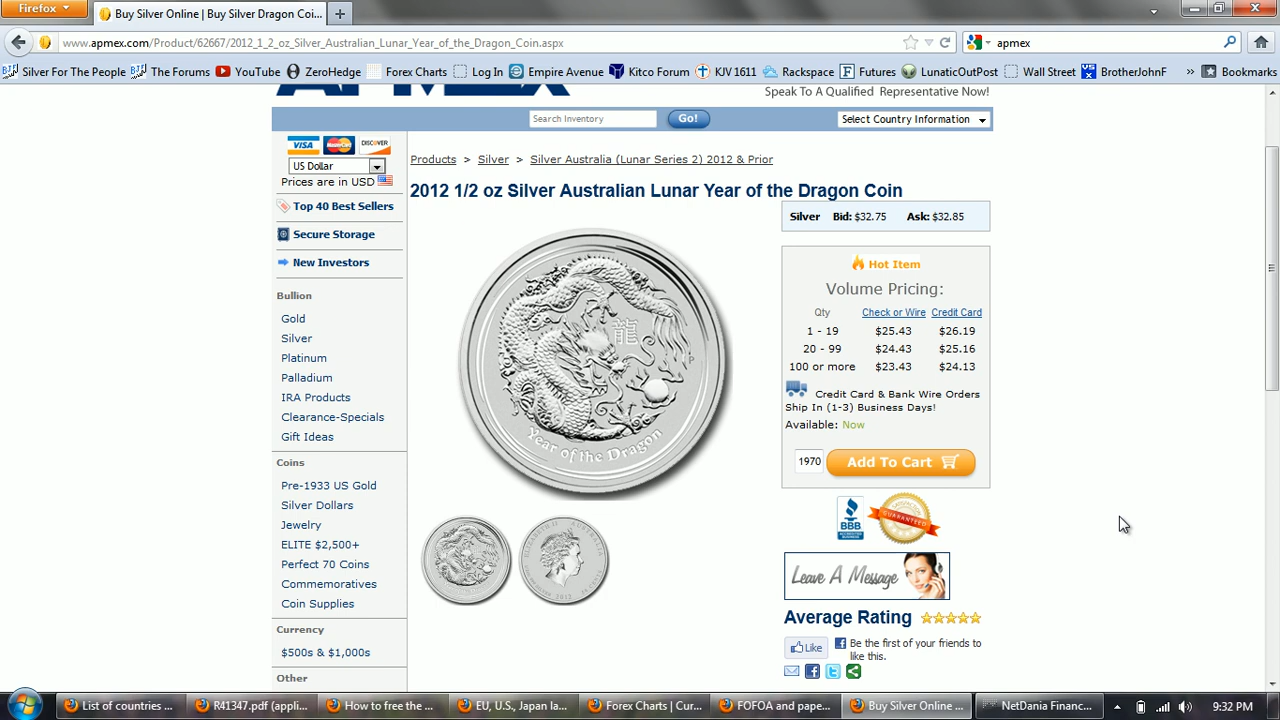 Firefox
Buy Silver Online | Buy Silver Dragon Coi...
www.apmex.com/Product/62667/2012_1_2_oz_Silver_Australian_Lunar_Year_of_the_Dragon_Coin.aspx
apmex
Silver For The People
The Forums
YouTube
ZeroHedge
Forex Charts
Log In
Empire Avenue
Kitco Forum
KJV 1611
Rackspace
Futures
LunaticOutPost
Wall Street
BrotherJohnF
Bookmarks
APMEX
Speak To A Qualified Representative Now!
Search Inventory
Go!
Select Country Information
VISA MasterCard DISCOVER
US Dollar
Prices are in USD
Top 40 Best Sellers
Secure Storage
New Investors
Bullion
Gold
Silver
Platinum
Palladium
IRA Products
Clearance-Specials
Gift Ideas
Coins
Pre-1933 US Gold
Silver Dollars
Jewelry
ELITE $2,500+
Perfect 70 Coins
Commemoratives
Coin Supplies
Currency
$500s & $1,000s
Other
Products > Silver > Silver Australia (Lunar Series 2) 2012 & Prior
2012 1/2 oz Silver Australian Lunar Year of the Dragon Coin
龍
P
Year of the Dragon
Silver Bid: $32.75 Ask: $32.85
Hot Item
Volume Pricing:
Qty Check or Wire Credit Card
1 - 19 $25.43 $26.19
20 - 99 $24.43 $25.16
100 or more $23.43 $24.13
Credit Card & Bank Wire Orders
Ship In (1-3) Business Days!
Available: Now
1970 Add To Cart
BBB
GUARANTEED
Leave A Message
Average Rating
Like
Be the first of your friends to
like this.
List of countries ...
R41347.pdf (appli...
How to free the ...
EU, U.S., Japan la...
Forex Charts | Cur...
FOFOA and pape...
Buy Silver Online ...
NetDania Financ...
9:32 PM